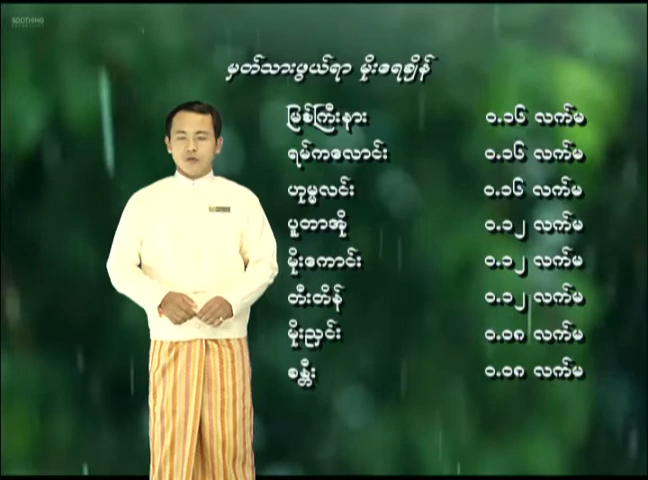 SOOTHING
မှတ်သားဖွယ်ရာ မိုးရေချိန်
မြစ်ကြီးနား ၀.၁၆ လက်မ
ရမ်ကလောင်း ၀.၁၆ လက်မ
ဟုမ္မလင်း ၀.၁၆ လက်မ
ပူတာအို ၀.၁၂ လက်မ
မိုးကောင်း ၀.၁၂ လက်မ
တီးတိန် ၀.၁၂ လက်မ
မိုးညှင်း ၀.၀၈ လက်မ
ခန္တီး ၀.၀၈ လက်မ